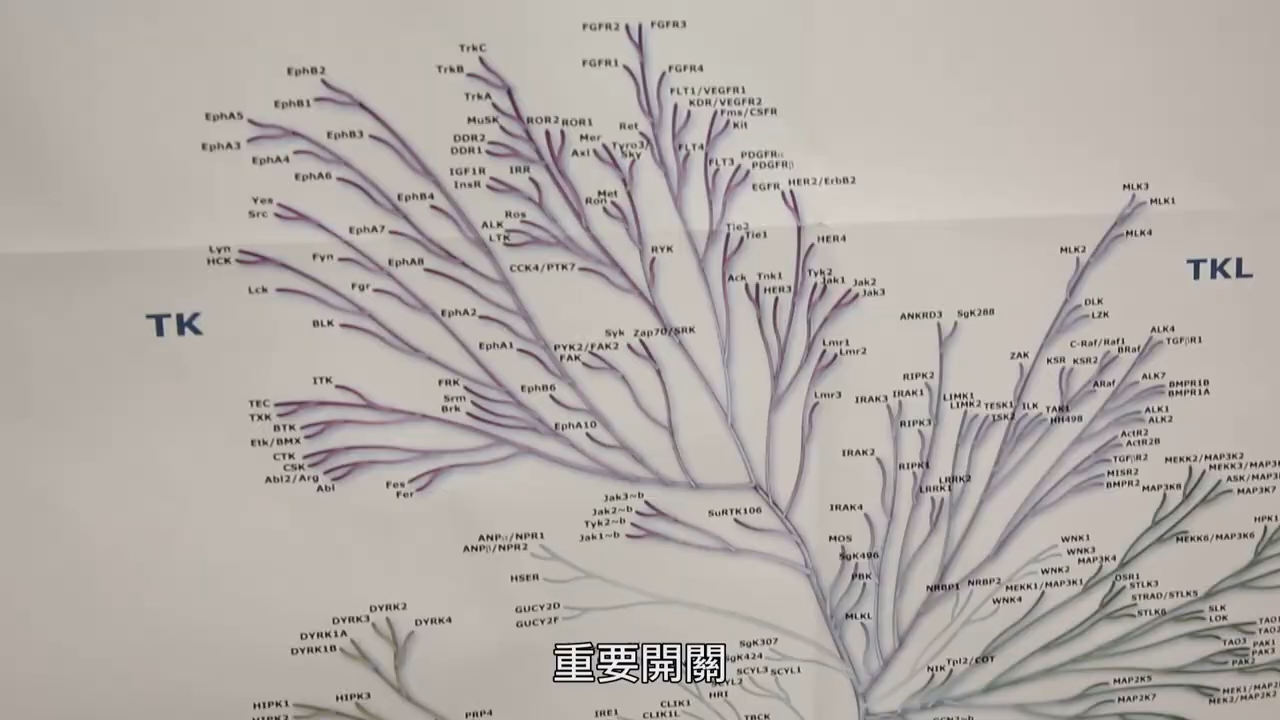 FGFR2
FGFR3
TrkC
FGFR1
TrkB
FGFR4
EphB2
FLT1/VEGFR1
TrkA
KDR/VEGFR2
EphB1
Fms/CSFR
EphA5
MuSK
ROR2
ROR1
Ret
Kit
EphB3
DDR2
Mer
Tyro3/
Sky
EphA3
DDR1
Axl
FLT4
PDGFRα
EphA4
FLT3
PDGFRβ
IGF1R
IRR
EphA6
InsR
EGFR
HER2/ErbB2
MLK3
EphB4
Met
Ron
MLK1
Yes
Src
Ros
ALK
EphA7
LTK
Tie2
Tie1
HER4
MLK4
Lyn
HCK
Fyn
EphA8
RYK
MLK2
TKL
CCK4/PTK7
Ack
Tnk1
Tyk2
Jak1
Jak2
Jak3
HER3
Lck
Fgr
DLK
LZK
TK
BLK
EphA2
ANKRD3
SgK288
Syk
Zap70/SRK
ALK4
TGFβR1
EphA1
PYK2/FAK2
FAK
Lmr1
Lmr2
C-Raf/Raf1
BRaf
ZAK
KSR
KSR2
ITK
FRK
EphB6
RIPK2
ARaf
ALK7
BMPR1B
BMPR1A
TEC
Srm
Lmr3
IRAK3
IRAK1
LIMK1
LIMK2
TESK1
TESK2
ILK
TAK1
HH498
ALK1
ALK2
TXK
Brk
BTK
EphA10
RIPK3
ActR2
ActR2B
Etk/BMX
CTK
IRAK2
TGFβR2
MEKK2/MAP3K2
CSK
RIPK1
MISR2
Abl2/Arg
LRRK2
LRRK1
BMPR2
MAP3K8
MAP3K7
Abl
Fes
Fer
Jak3~b
Jak2~b
SuRTK106
IRAK4
Tyk2~b
Jak1~b
ANPα/NPR1
ANPβ/NPR2
MOS
WNK1
WNK3
MEKK6/MAP3K6
SgK496
MAP3K4
HSER
PBK
NRBP1
NRBP2
WNK2
MEKK1/MAP3K1
OSR1
STLK3
STRAD/STLK5
WNK4
GUCY2D
GUCY2F
MLKL
STLK6
SLK
LOK
DYRK2
DYRK3
DYRK4
DYRK1A
DYRK1B
SgK307
SgK424
SCYL3
SCYL1
SCYL2
NIK
Tpl2/COT
TAO3
PAK3
PAK2
重要開關
MAP2K5
HIPK1
HIPK3
HRI
MAP2K7
CLIK1
CLIK1L
PRP4
IRE1
TBCK